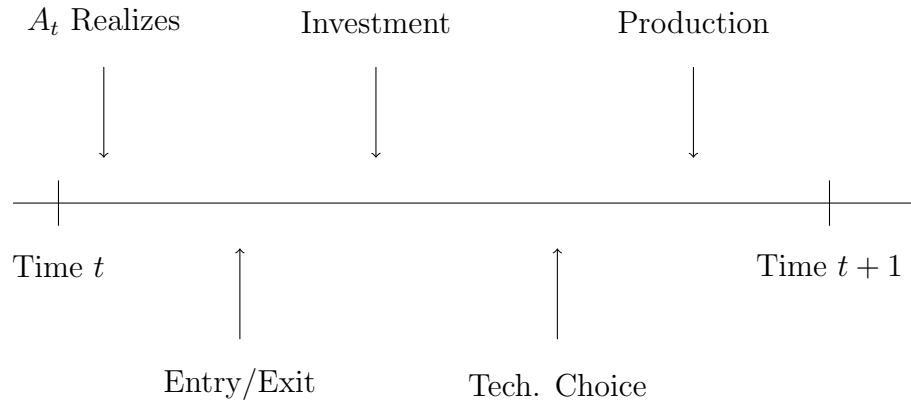 A_t Realizes
Investment
Production
Time t
Time t + 1
Entry/Exit
Tech. Choice